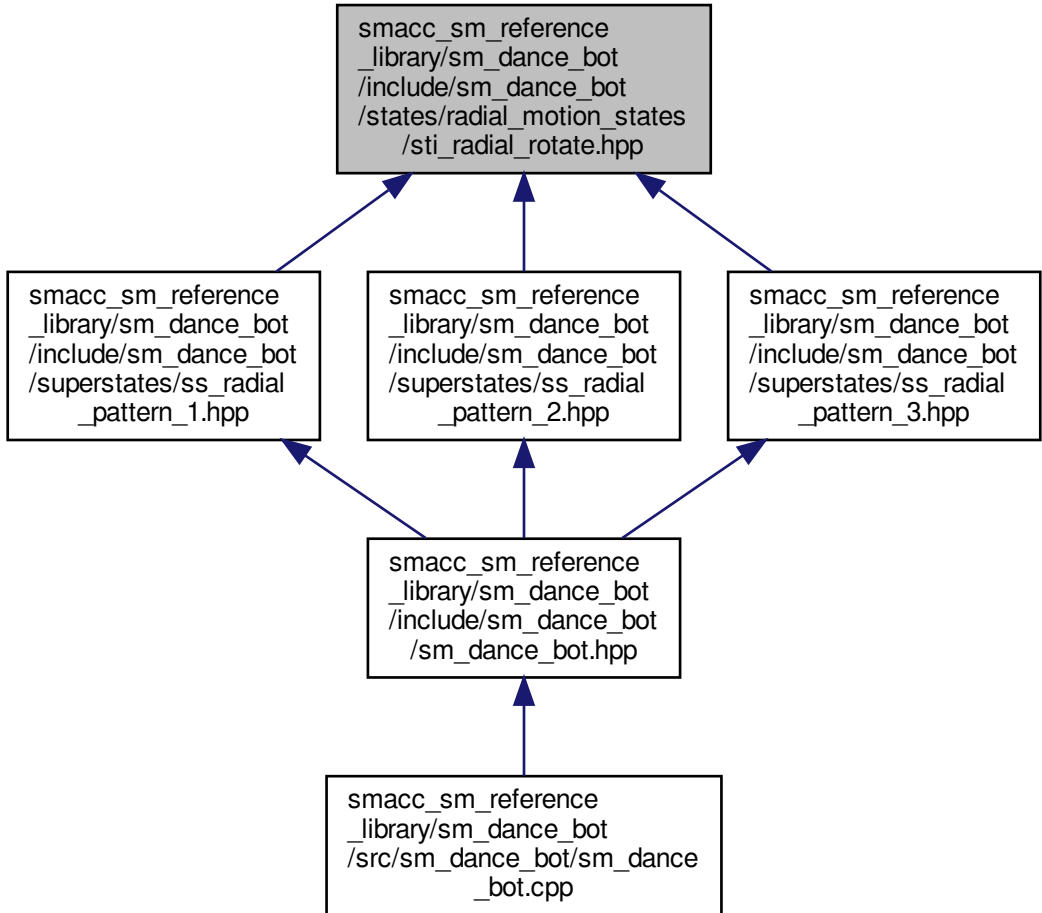 smacc_sm_reference
_library/sm_dance_bot
/include/sm_dance_bot
/states/radial_motion_states
/sti_radial_rotate.hpp
smacc_sm_reference
_library/sm_dance_bot
/include/sm_dance_bot
/superstates/ss_radial
_pattern_1.hpp
smacc_sm_reference
_library/sm_dance_bot
/include/sm_dance_bot
/superstates/ss_radial
_pattern_2.hpp
smacc_sm_reference
_library/sm_dance_bot
/include/sm_dance_bot
/superstates/ss_radial
_pattern_3.hpp
smacc_sm_reference
_library/sm_dance_bot
/include/sm_dance_bot
/sm_dance_bot.hpp
smacc_sm_reference
_library/sm_dance_bot
/src/sm_dance_bot/sm_dance
_bot.cpp